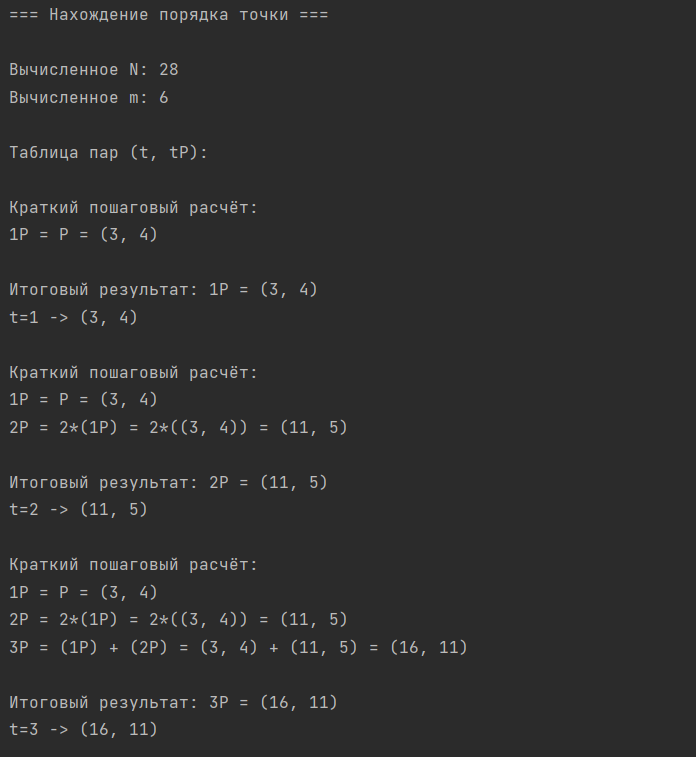 === Нахождение порядка точки ===
Вычисленное N: 28
Вычисленное m: 6
Таблица пар (t, tP):
Краткий пошаговый расчёт:
1P = P = (3, 4)
Итоговый результат: 1P = (3, 4)
t=1 -> (3, 4)
Краткий пошаговый расчёт:
1P = P = (3, 4)
2P = 2*(1P) = 2*((3, 4)) = (11, 5)
Итоговый результат: 2P = (11, 5)
t=2 -> (11, 5)
Краткий пошаговый расчёт:
1P = P = (3, 4)
2P = 2*(1P) = 2*((3, 4)) = (11, 5)
3P = (1P) + (2P) = (3, 4) + (11, 5) = (16, 11)
Итоговый результат: 3P = (16, 11)
t=3 -> (16, 11)